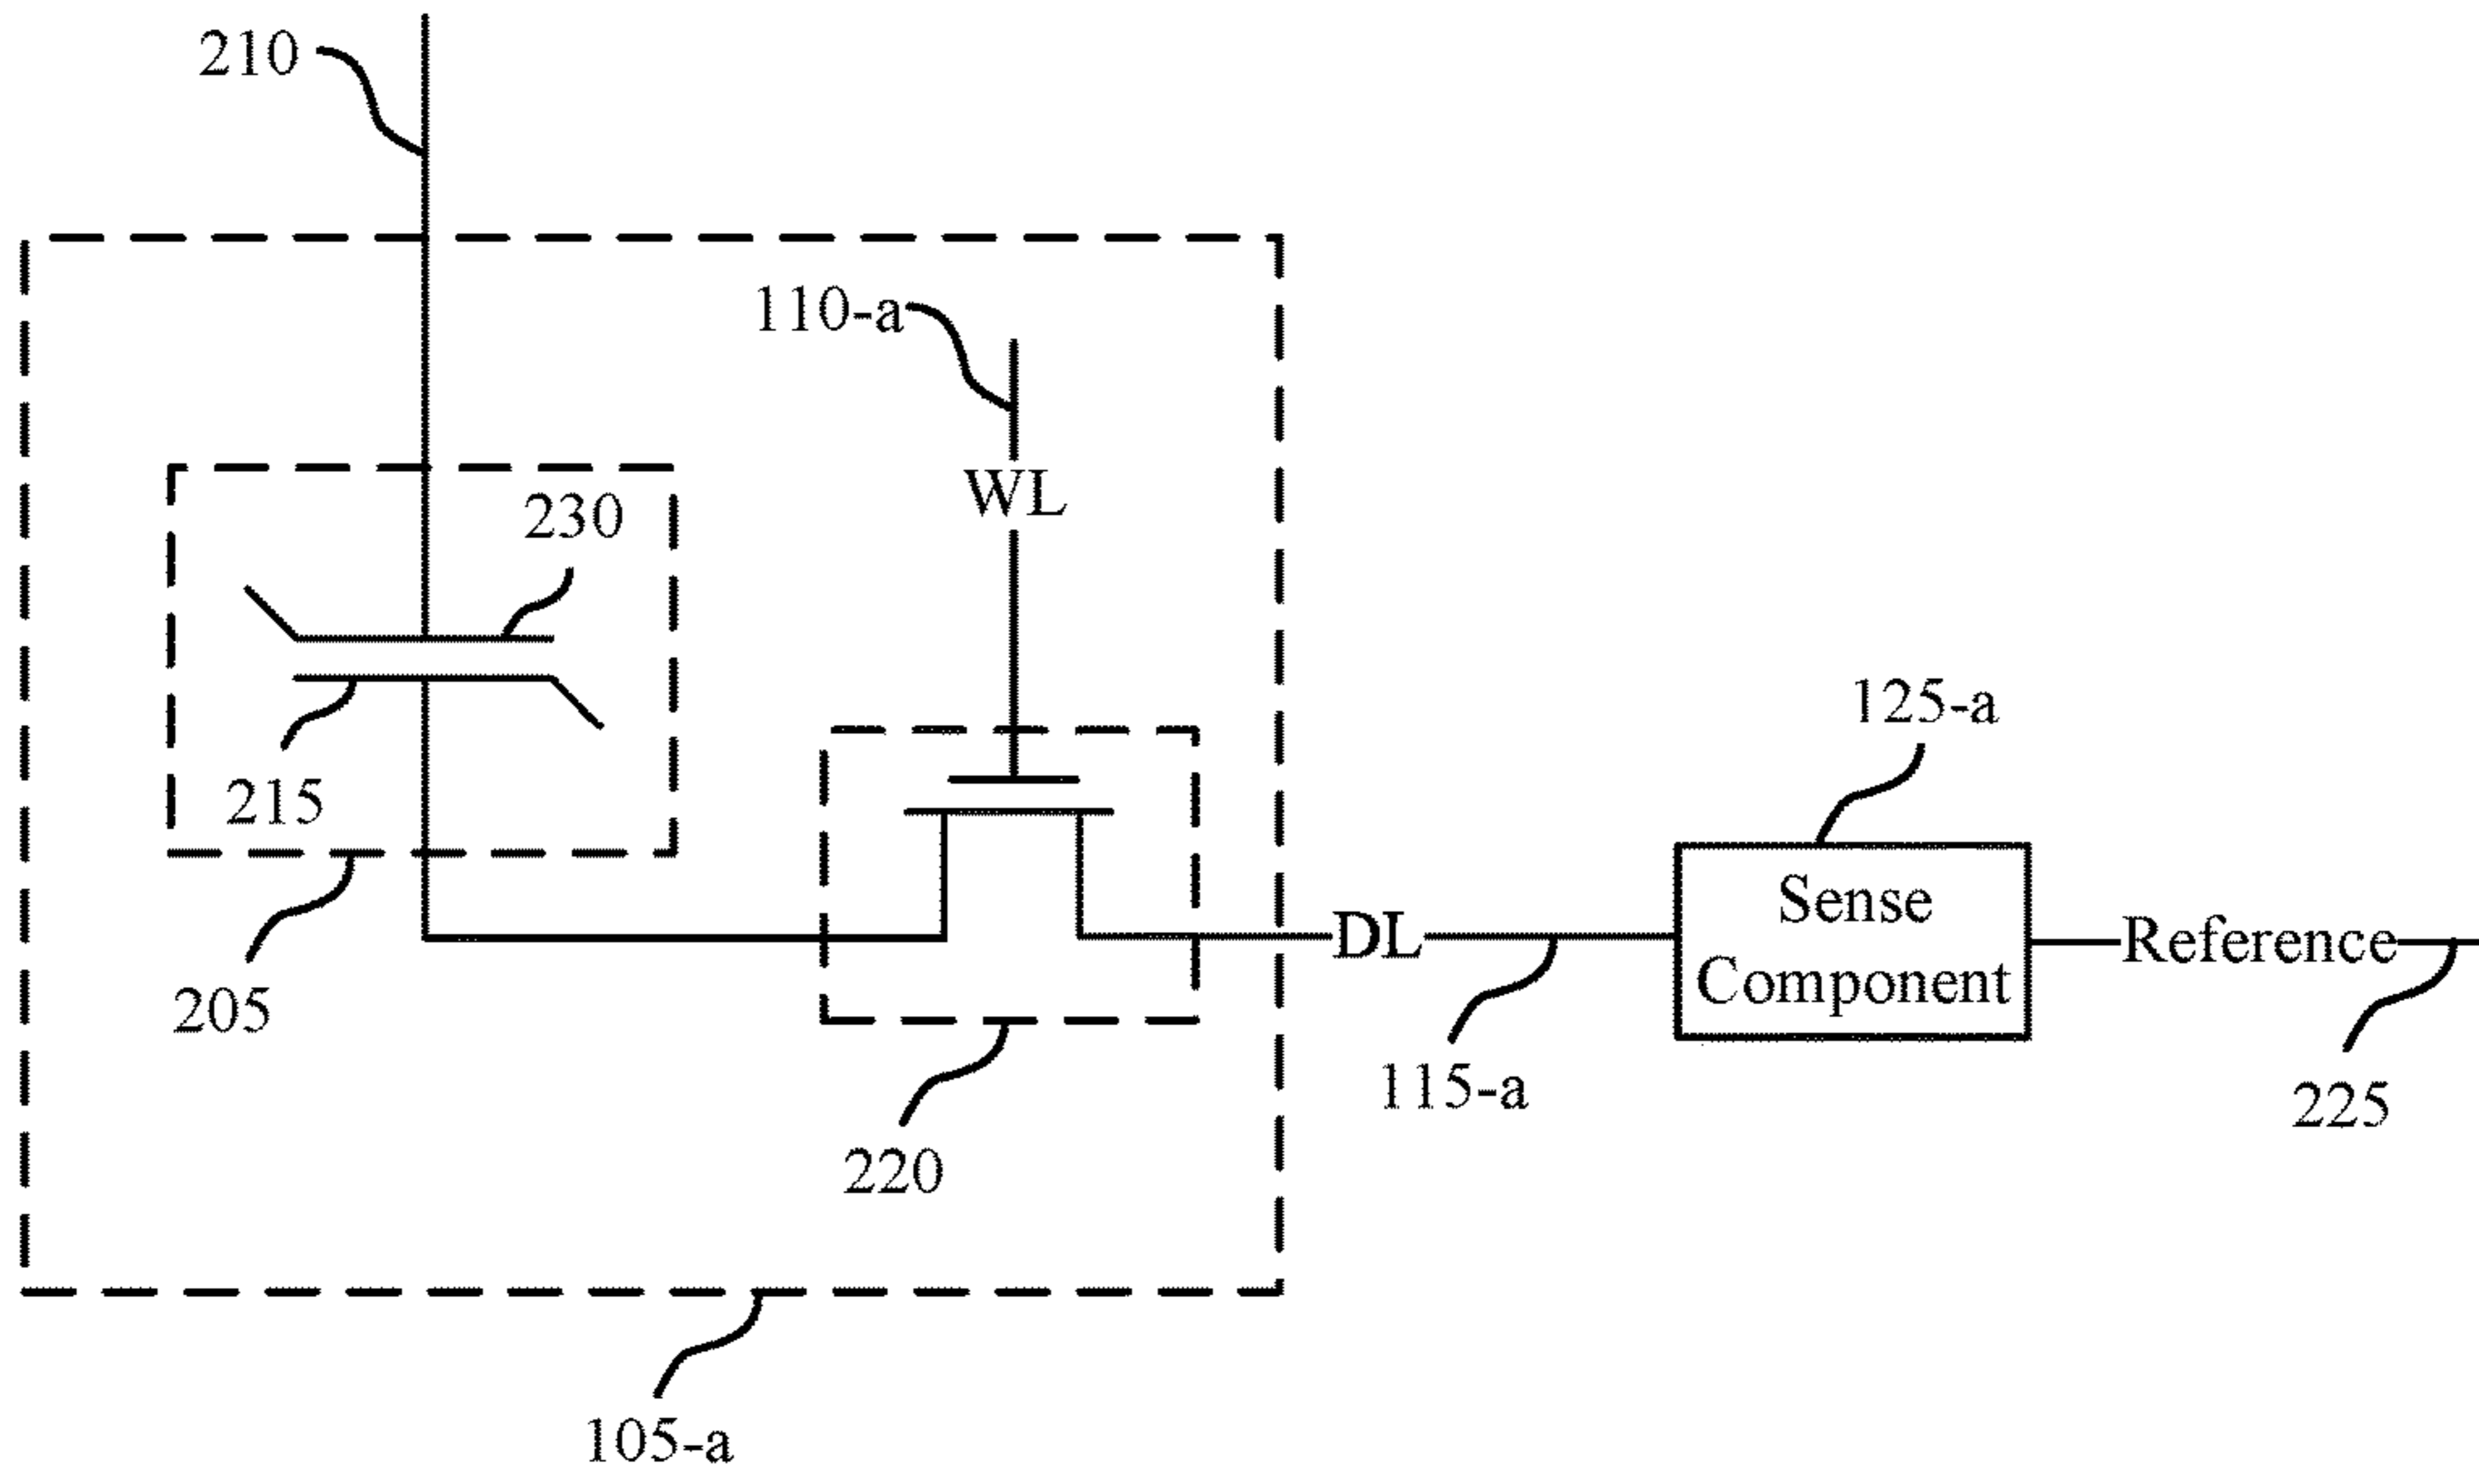 210
110-a
WL
230
215
125-a
Sense
Component
DL
Reference
205
115-a
225
220
105-a